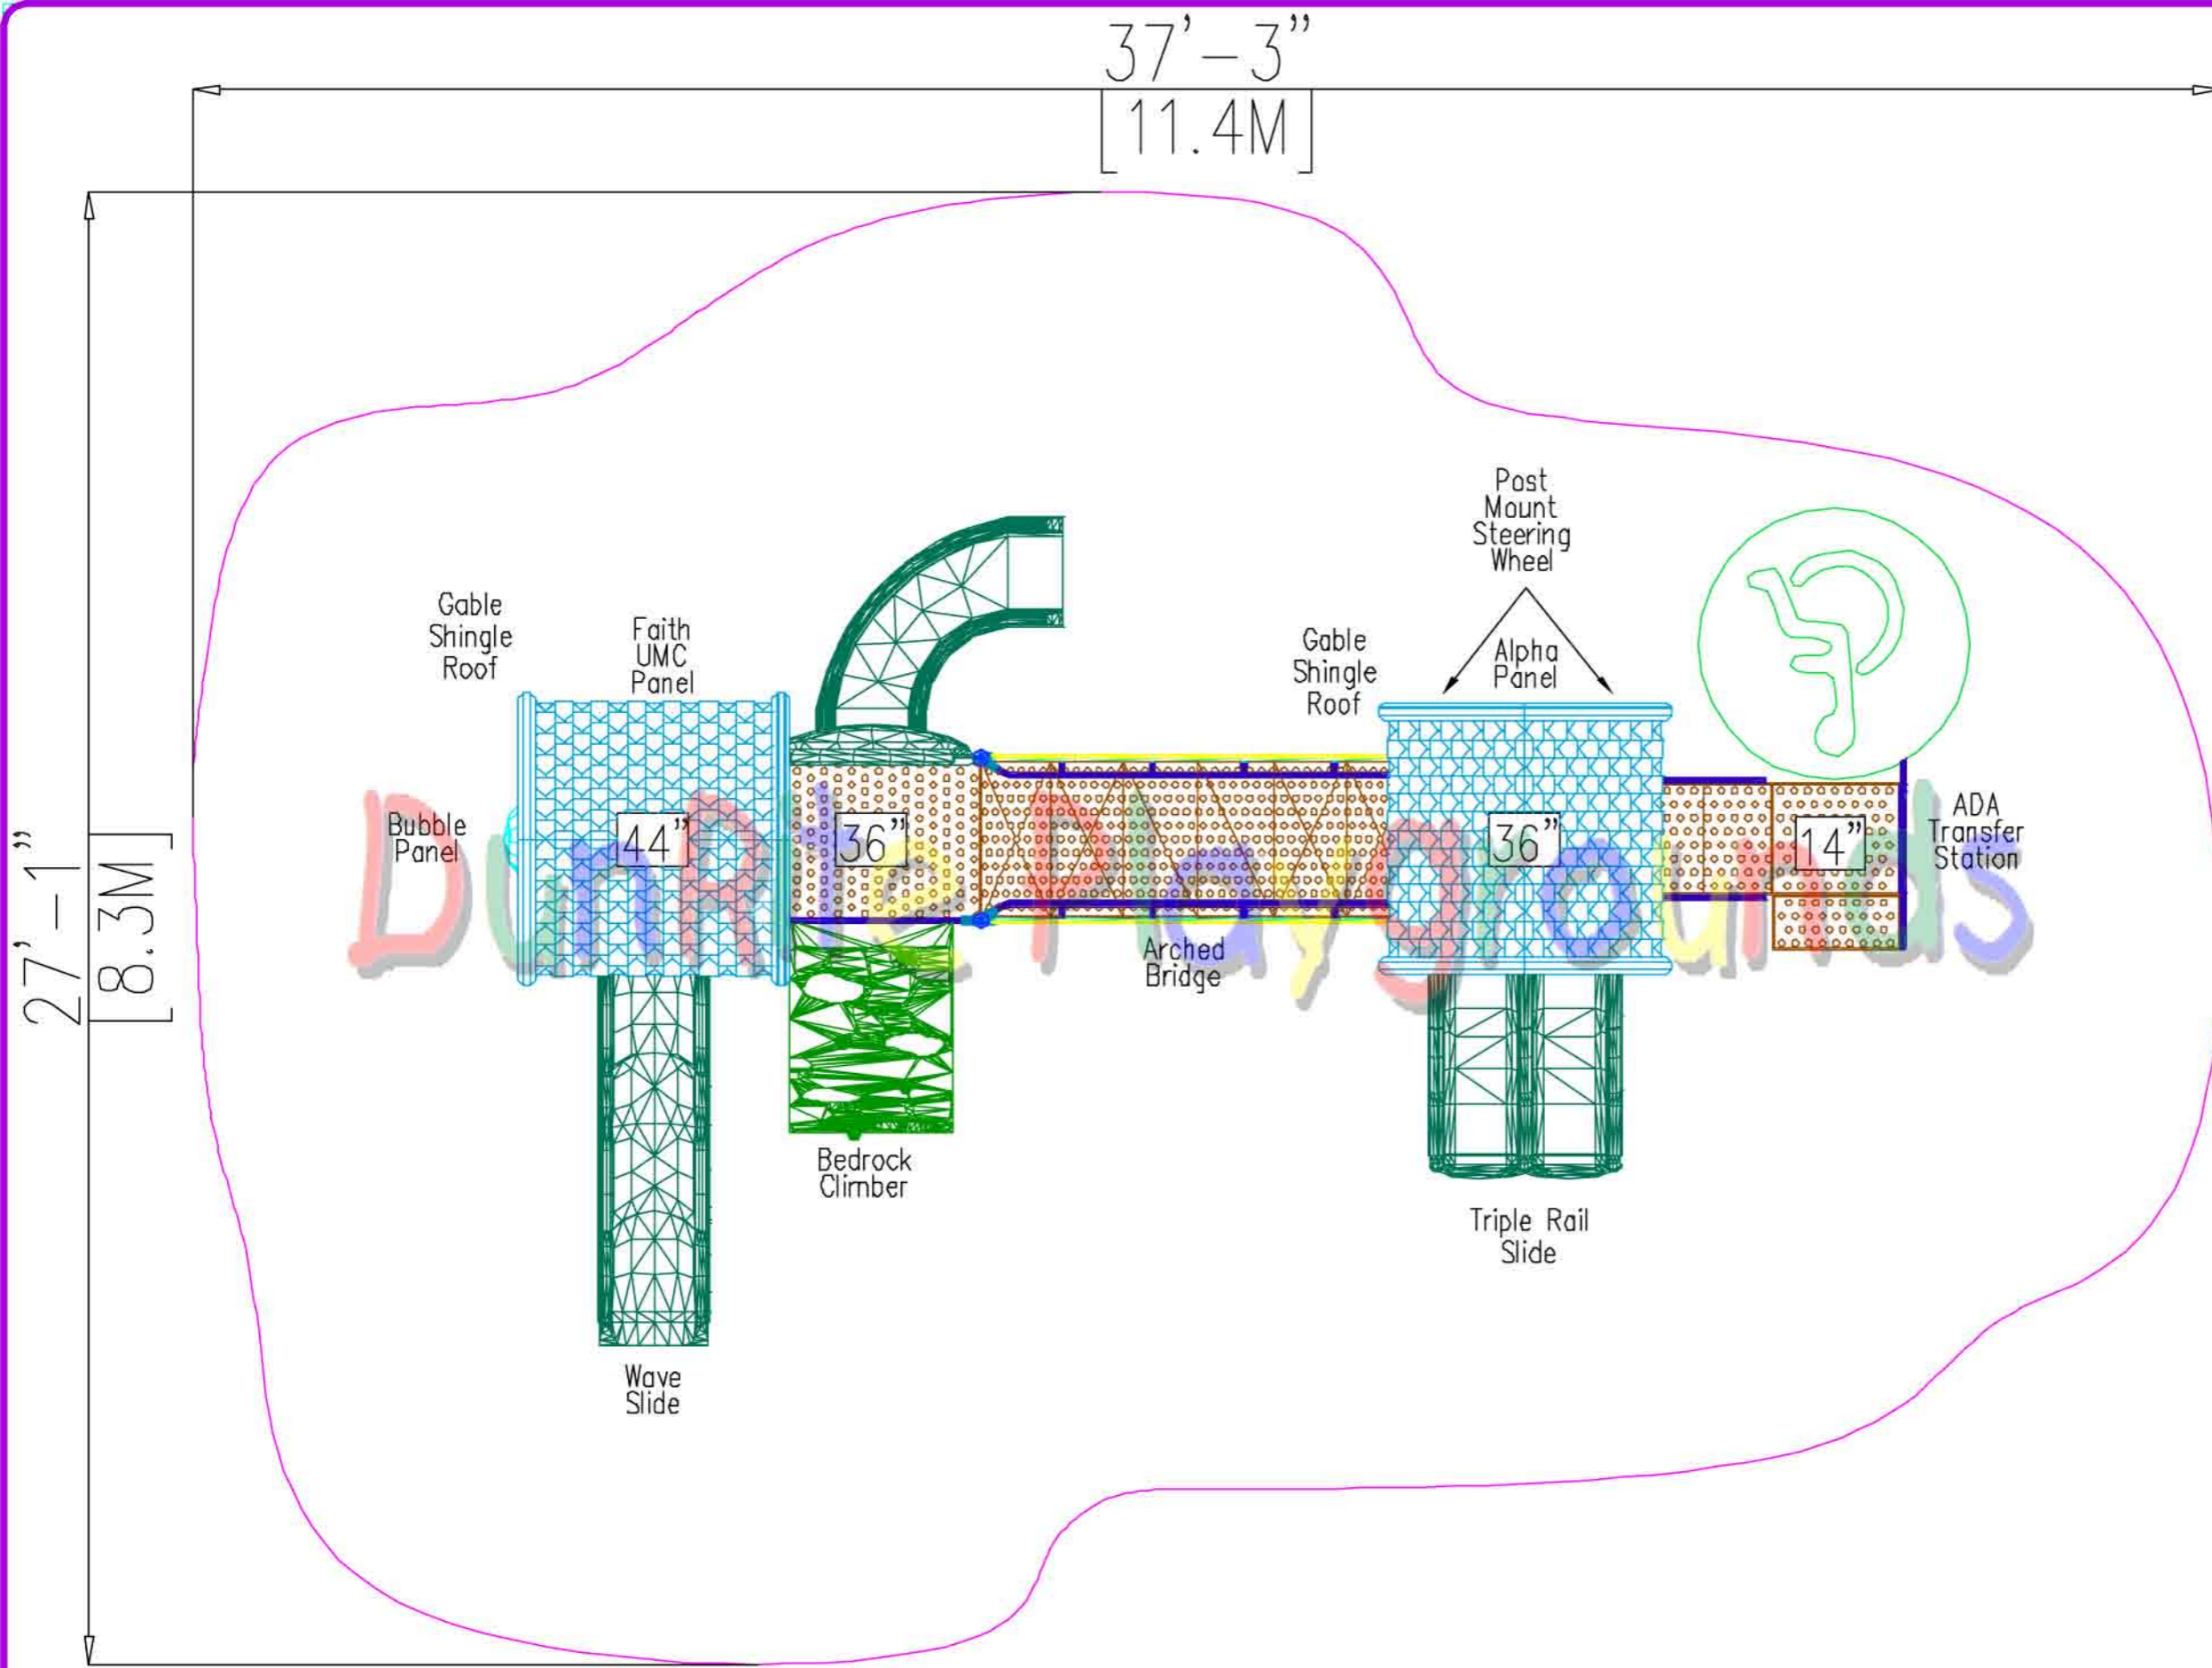 37'-3"
[11.4M]
27'-1"
[8.3M]
Post
Mount
Steering
Wheel
Gable
Shingle
Roof
Faith
UMC
Panel
Gable
Shingle
Roof
Alpha
Panel
Bubble
Panel
44"
36"
36"
14"
ADA
Transfer
Station
DunRite Playgrounds
Arched
Bridge
Bedrock
Climber
Triple Rail
Slide
Wave
Slide